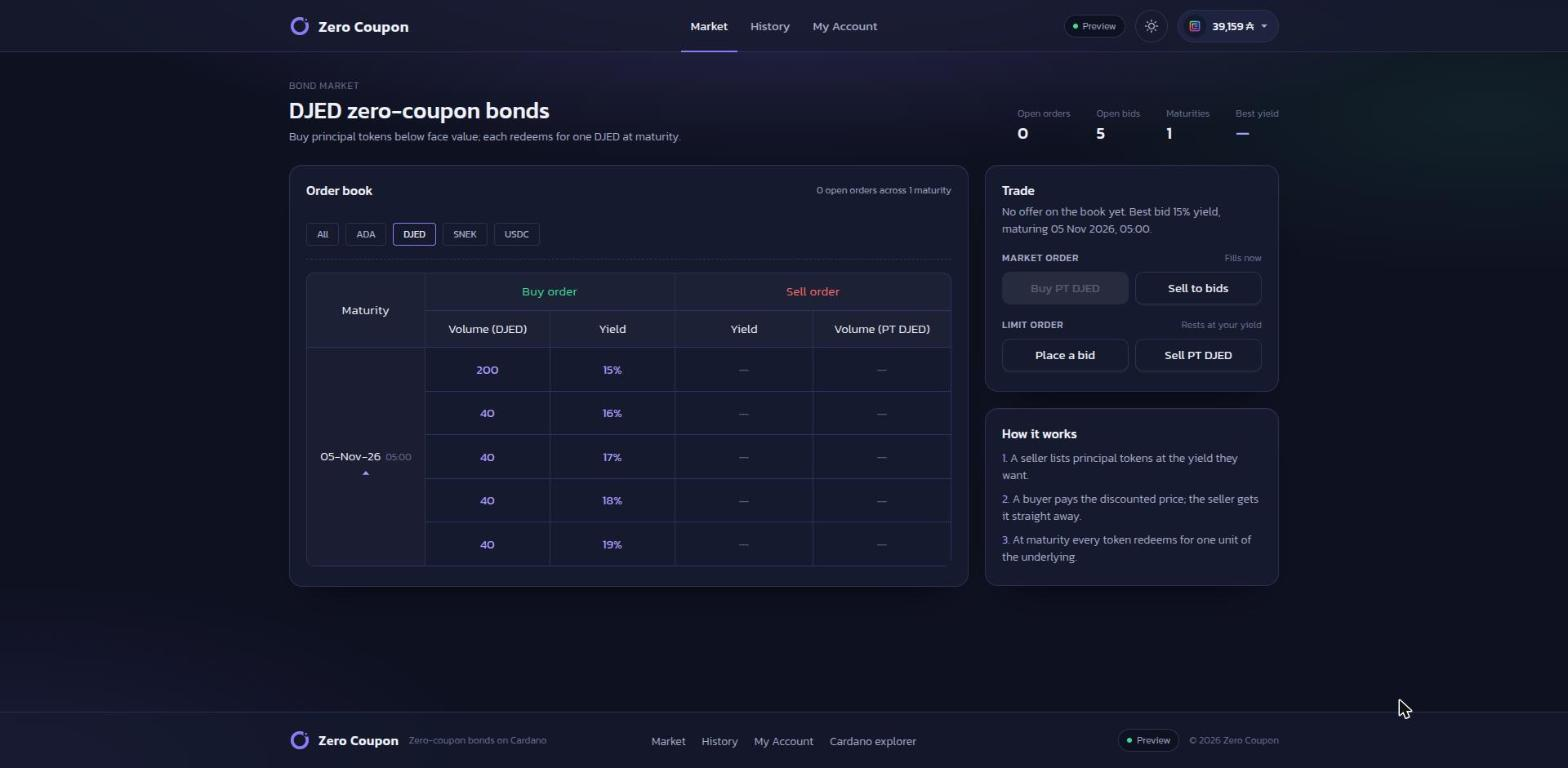 Zero Coupon
Market History My Account
Preview
39,159 ₳
BOND MARKET
DJED zero-coupon bonds
Buy principal tokens below face value; each redeems for one DJED at maturity.
Open orders Open bids Maturities Best yield
0 5 1 —
Order book
0 open orders across 1 maturity
All ADA DJED SNEK USDC
Maturity Buy order Sell order
Volume (DJED) Yield Yield Volume (PT DJED)
200 15% — —
40 16% — —
05-Nov-26 05:00 40 17% — —
40 18% — —
40 19% — —
Trade
No offer on the book yet. Best bid 15% yield,
maturing 05 Nov 2026, 05:00.
MARKET ORDER Fills now
Buy PT DJED Sell to bids
LIMIT ORDER Rests at your yield
Place a bid Sell PT DJED
How it works
1. A seller lists principal tokens at the yield they
want.
2. A buyer pays the discounted price; the seller gets
it straight away.
3. At maturity every token redeems for one unit of
the underlying.
Zero Coupon Zero-coupon bonds on Cardano
Market History My Account Cardano explorer
Preview © 2026 Zero Coupon